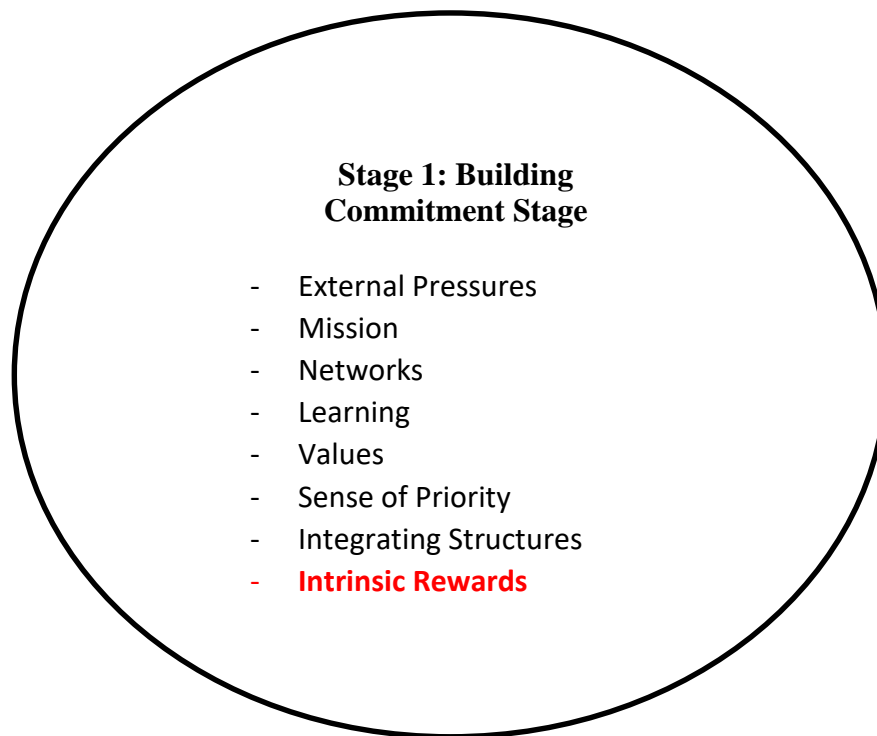 Stage 1: Building
Commitment Stage
- External Pressures
- Mission
- Networks
- Learning
- Values
- Sense of Priority
- Integrating Structures
- Intrinsic Rewards